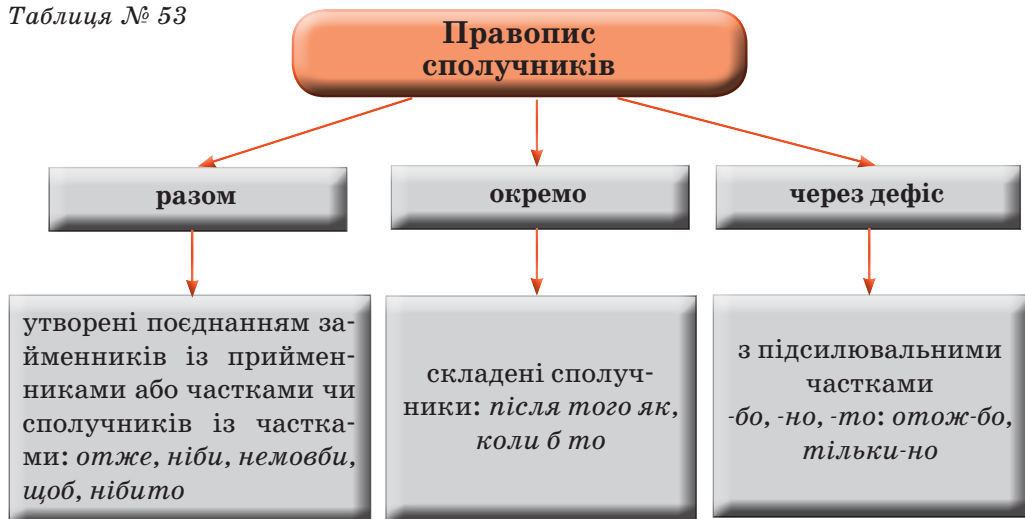 Таблиця № 53
Правопис
сполучників
разом
окремо
через дефіс
утворені поєднанням за-
йменників із приймен-
никами або частками чи
сполучників із частка-
ми: отже, ніби, немовби,
щоб, нібито
складені сполуч-
ники: після того як,
коли б то
з підсилювальними
частками
-бо, -но, -то: отож-бо,
тільки-но